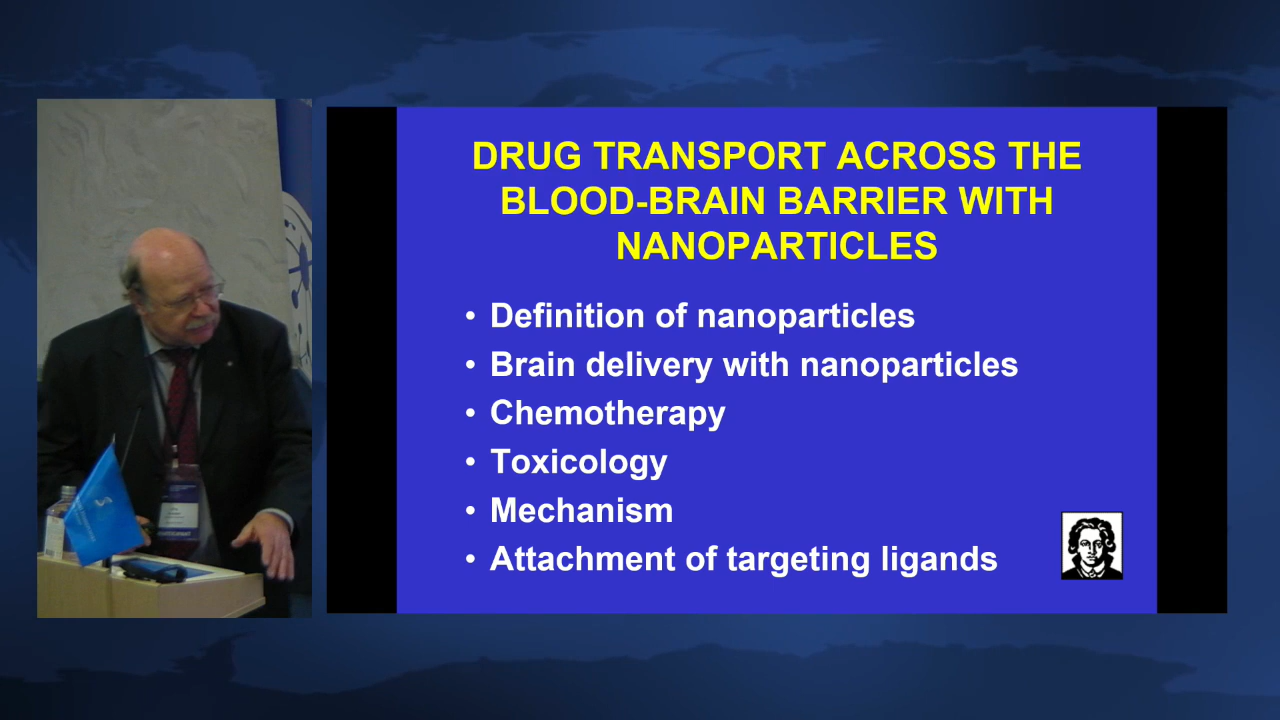 DRUG TRANSPORT ACROSS THE
BLOOD-BRAIN BARRIER WITH
NANOPARTICLES
• Definition of nanoparticles
• Brain delivery with nanoparticles
• Chemotherapy
• Toxicology
• Mechanism
• Attachment of targeting ligands